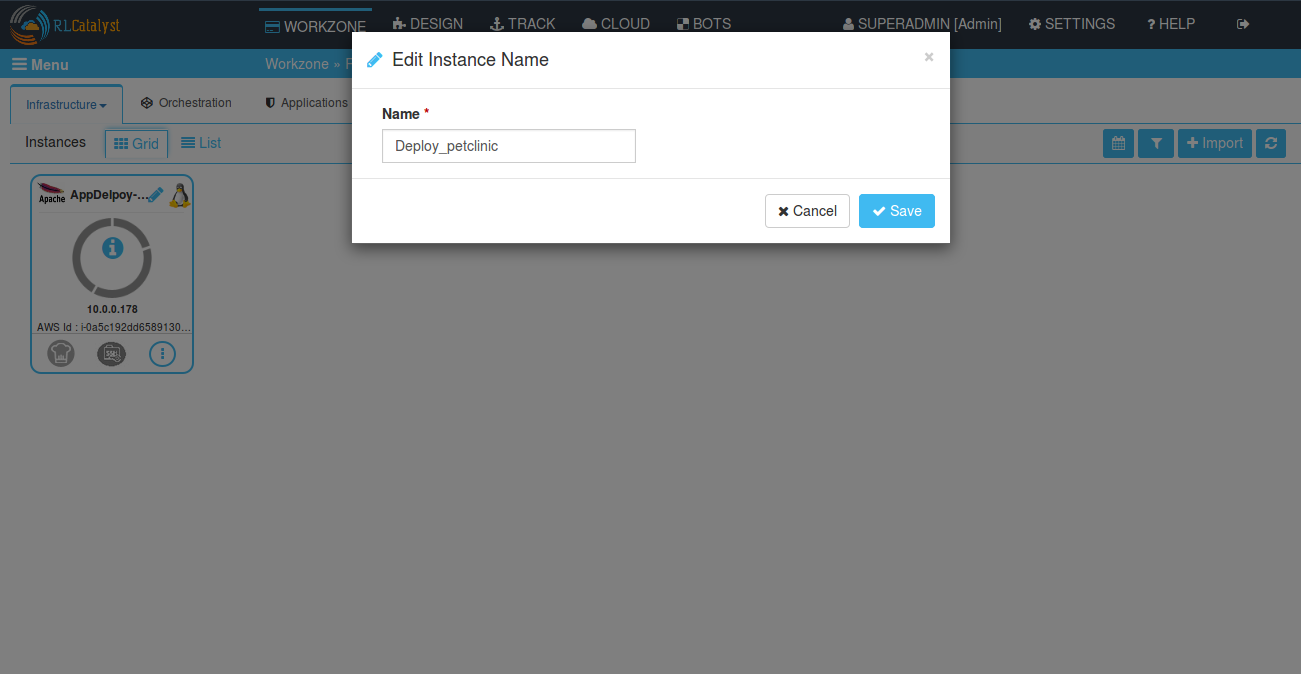 RLCatalyst
WORKZONE
DESIGN
TRACK
CLOUD
BOTS
SUPERADMIN [Admin]
SETTINGS
? HELP
Menu
Workzone »
Edit Instance Name
×
Infrastructure
Orchestration
Applications
Name *
Deploy_petclinic
Instances
Grid
List
Import
Cancel
Save
Apache
AppDelpoy-...
10.0.0.178
AWS Id : i-0a5c192dd6589130...
SSH